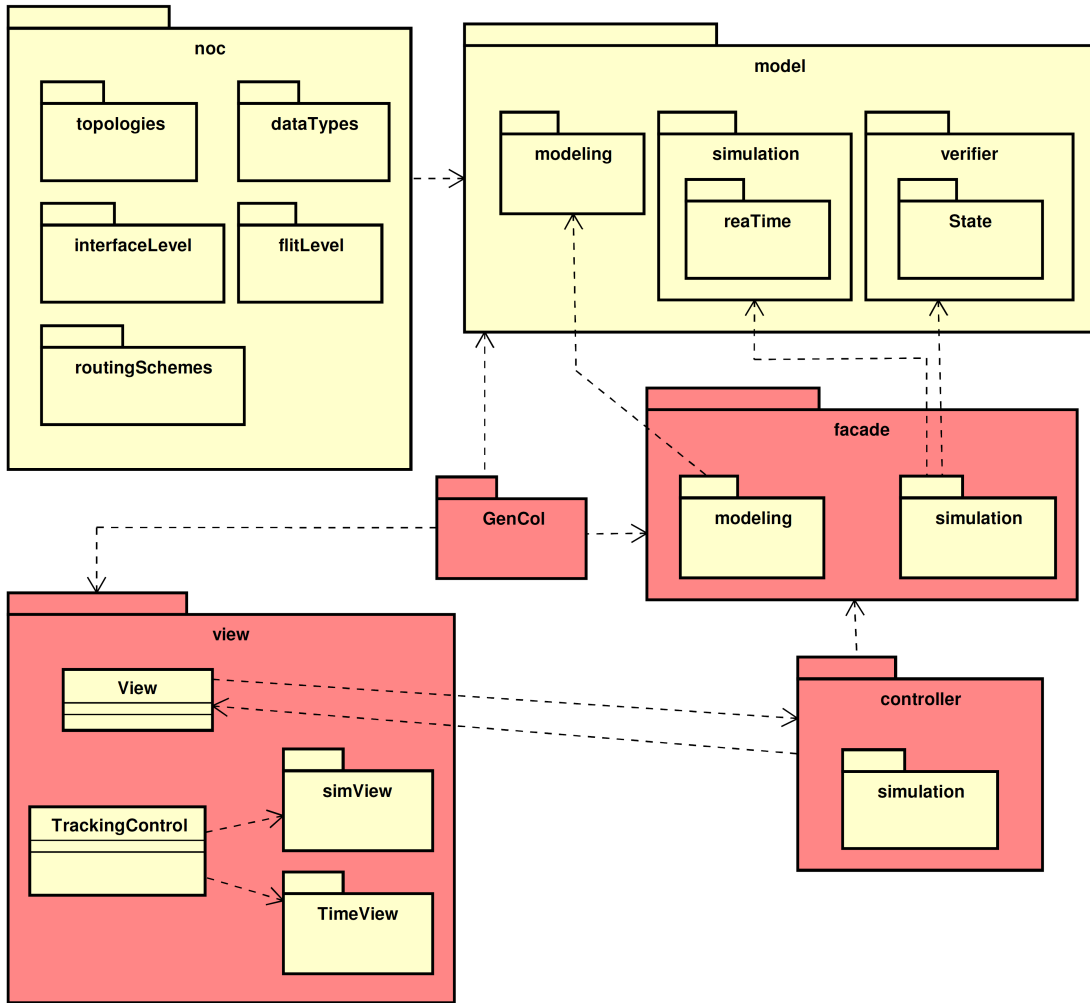 noc
topologies
dataTypes
interfaceLevel
flitLevel
routingSchemes
model
modeling
simulation
reaTime
verifier
State
facade
modeling
simulation
GenCol
view
View
TrackingControl
simView
TimeView
controller
simulation